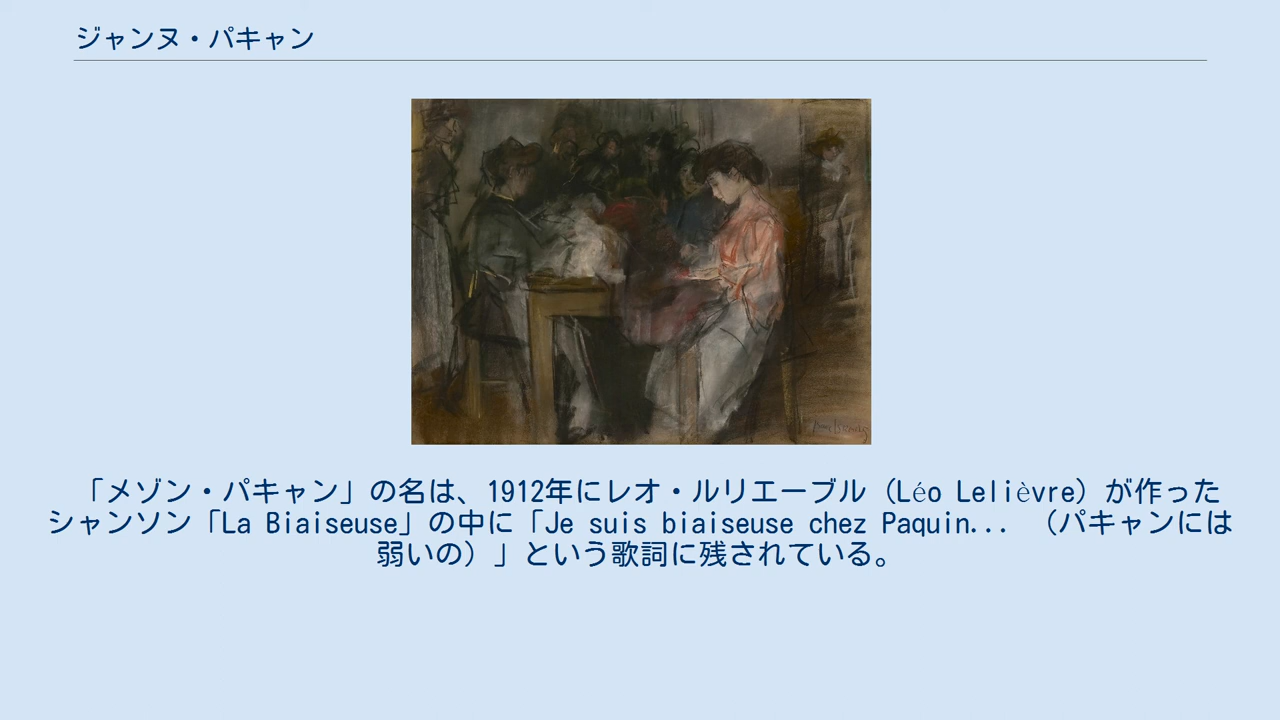 ジャンヌ・パキャン
「メゾン・パキャン」の名は、1912年にレオ・ルリエーブル（Léo Lelièvre）が作った
シャンソン「La Biaiseuse」の中に「Je suis biaiseuse chez Paquin... （パキャンには
弱いの）」という歌詞に残されている。